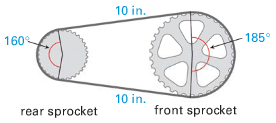 10 in.
160°
185°
10 in.
rear sprocket
front sprocket